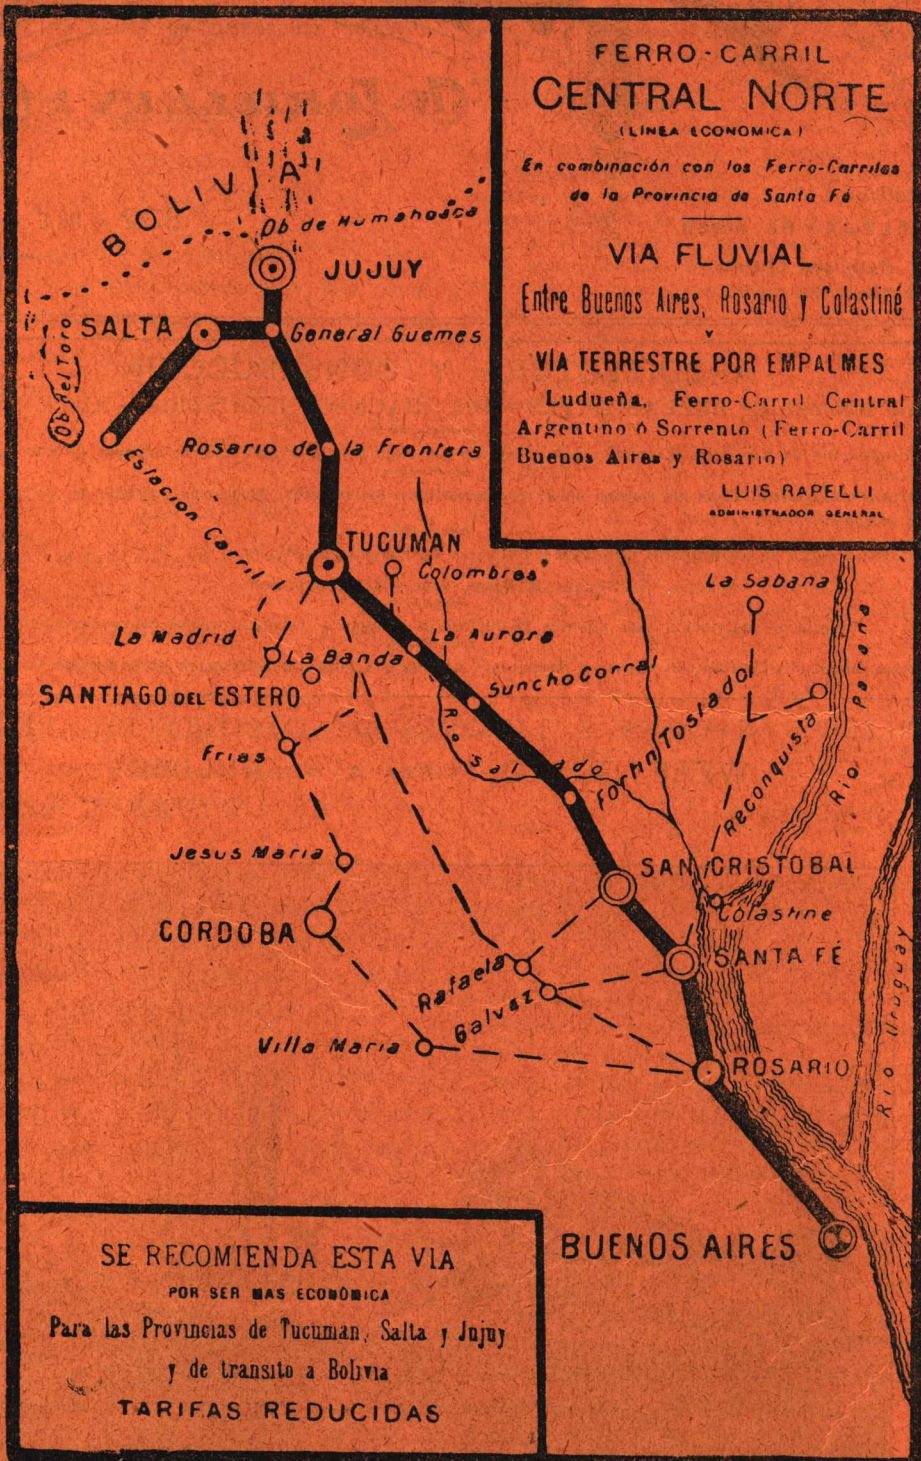 FERRO-CARRIL
CENTRAL NORTE
(LINEA ECONOMICA)
En combinación con los Ferro-Carriles
de la Provincia de Santa Fé
VIA FLUVIAL
Entre Buenos Aires, Rosario y Colastiné
Y
VÍA TERRESTRE POR EMPALMES
Ludueña, Ferro-Carril Central
Argentino ó Sorrento (Ferro-Carril
Buenos Aires y Rosario)
LUIS RAPELLI
ADMINISTRADOR GENERAL
BOLIVIA
Qb de Humahoaca
JUJUY
SALTA
General Guemes
Qb del Toro
Rosario de la Frontera
Estacion Carril
TUCUMAN
Colombres
La Sabana
La Madrid
La Aurora
La Banda
SANTIAGO DEL ESTERO
Suncho Corral
Rio Parana
Frias
Rio Salado
Fortin Tostado
Reconquista
Jesus Maria
SAN CRISTOBAL
Colastine
CORDOBA
SANTA FÉ
Rafaela
Galvez
Rio Uruguay
Villa Maria
ROSARIO
BUENOS AIRES
SE RECOMIENDA ESTA VIA
POR SER MAS ECONÓMICA
Para las Provincias de Tucuman, Salta y Jujuy
y de transito a Bolivia
TARIFAS REDUCIDAS